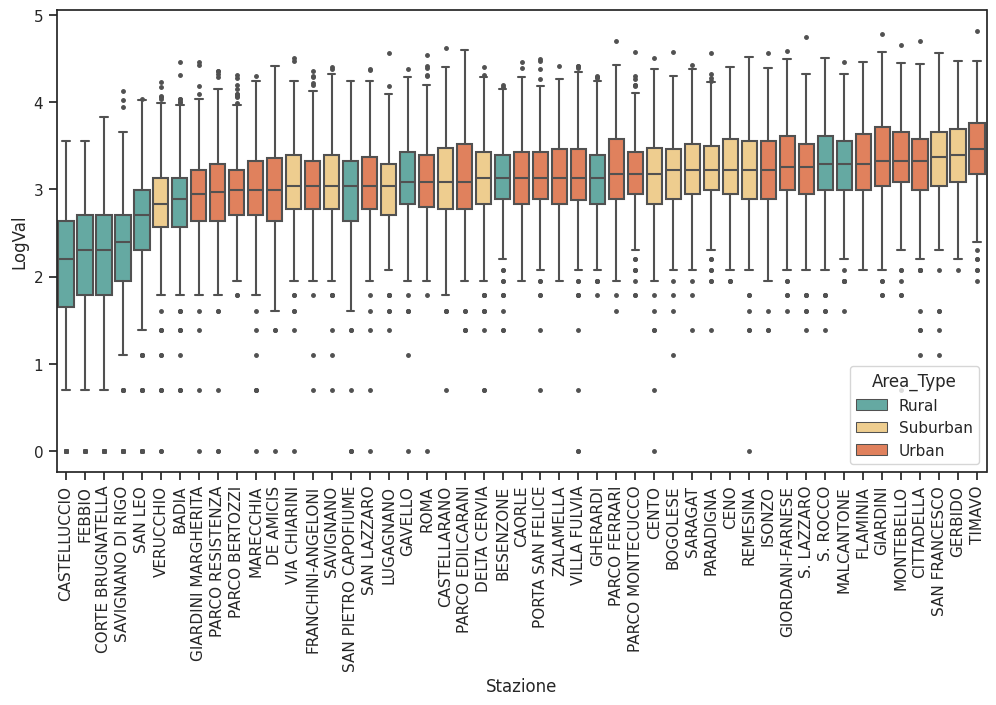 5
4
3
2
1
0
LogVal
Area_Type
Rural
Suburban
Urban
CASTELLUCCIO
FEBBIO
CORTE BRUGNATELLA
SAVIGNANO DI RIGO
SAN LEO
VERUCCHIO
BADIA
GIARDINI MARGHERITA
PARCO RESISTENZA
PARCO BERTOZZI
MARECCHIA
DE AMICIS
VIA CHIARINI
FRANCHINI-ANGELONI
SAVIGNANO
SAN PIETRO CAPOFIUME
SAN LAZZARO
LUGAGNANO
GAVELLO
ROMA
CASTELLARANO
PARCO EDILCARANI
DELTA CERVIA
BESENZONE
CAORLE
PORTA SAN FELICE
ZALAMELLA
VILLA FULVIA
GHERARDI
PARCO FERRARI
PARCO MONTECUCCO
CENTO
BOGOLESE
SARAGAT
PARADIGNA
CENO
REMESINA
ISONZO
GIORDANI-FARNESE
S. LAZZARO
S. ROCCO
MALCANTONE
FLAMINIA
GIARDINI
MONTEBELLO
CITTADELLA
SAN FRANCESCO
GERBIDO
TIMAVO
Stazione